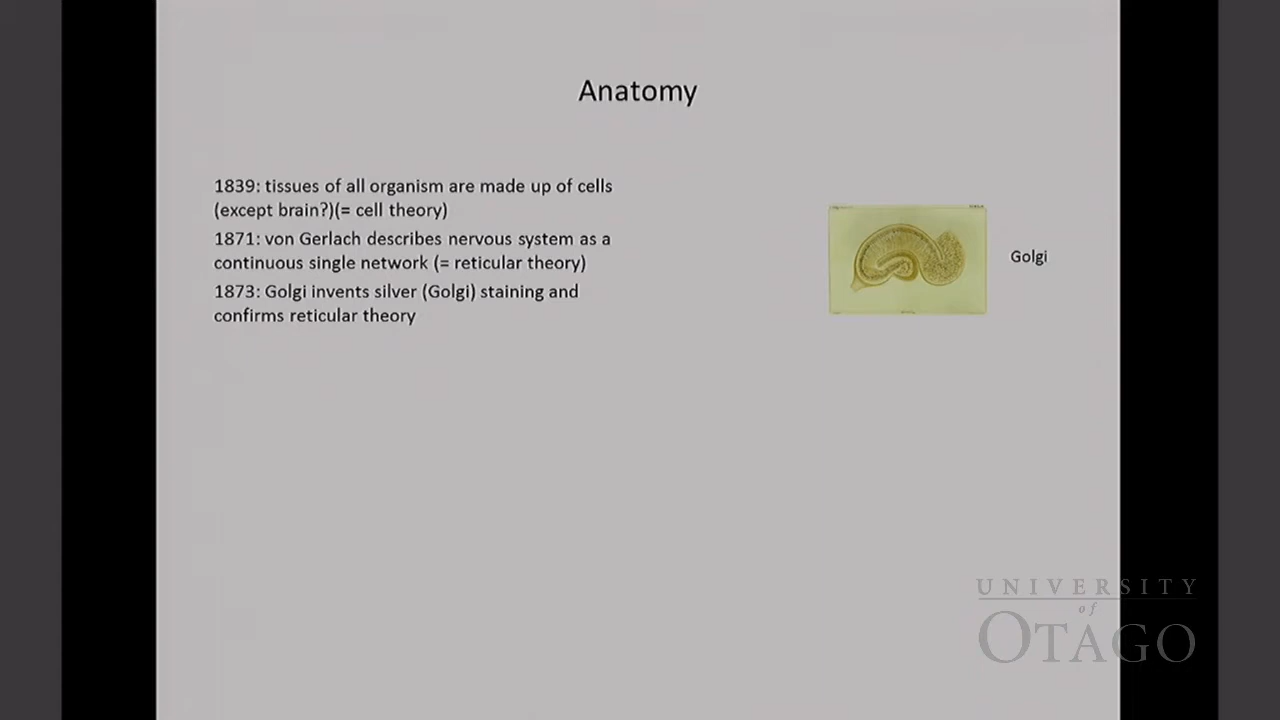 Anatomy
1839: tissues of all organism are made up of cells
(except brain?)(= cell theory)
1871: von Gerlach describes nervous system as a
continuous single network (= reticular theory)
1873: Golgi invents silver (Golgi) staining and
confirms reticular theory
Golgi
UNIVERSITY
of
OTAGO